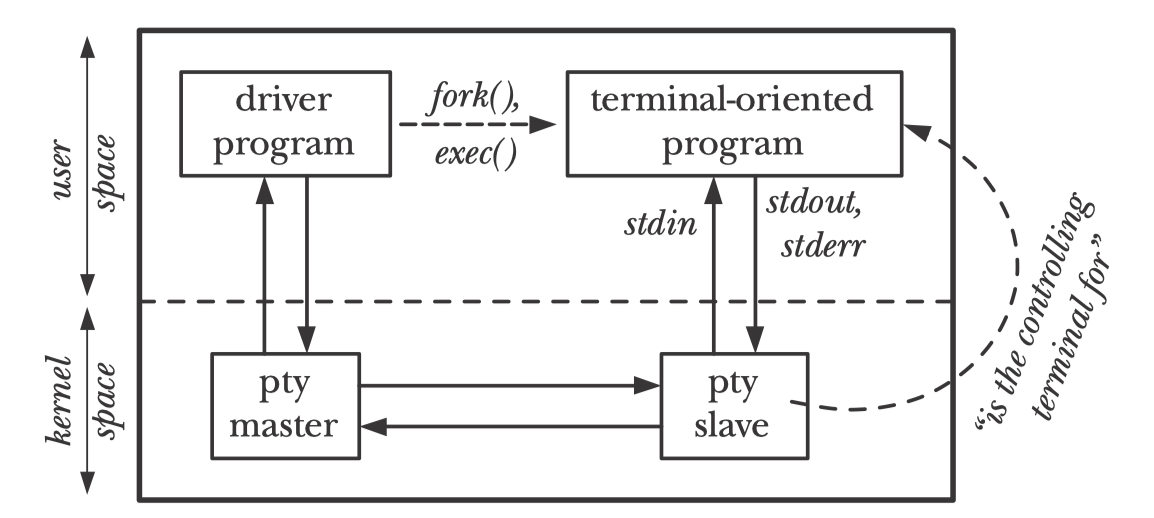 driver
program
fork(),
exec()
terminal-oriented
program
user
space
stdin
stdout,
stderr
“is the controlling
terminal for”
kernel
space
pty
master
pty
slave